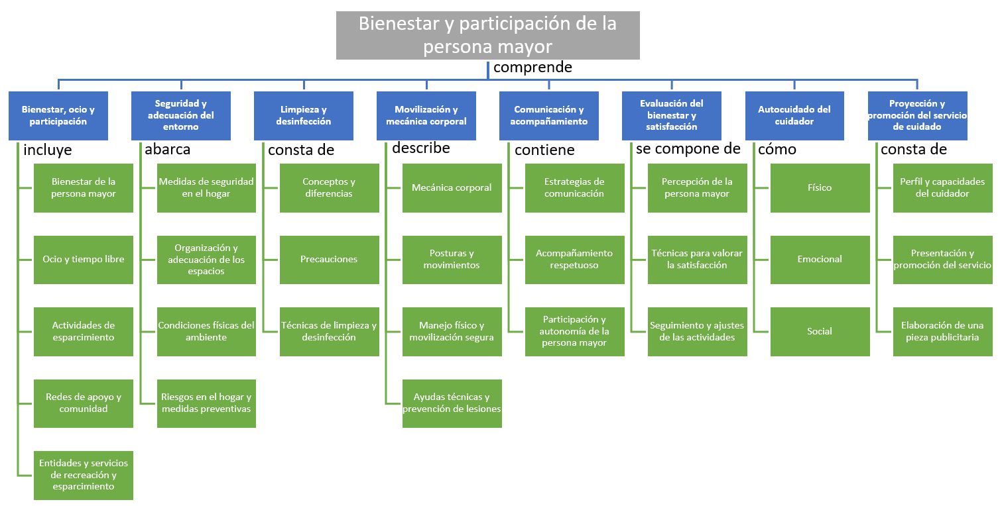 Bienestar y participación de la
persona mayor
comprende
Bienestar, ocio y
participación
incluye
Bienestar de la
persona mayor
Ocio y tiempo libre
Actividades de
esparcimiento
Redes de apoyo y
comunidad
Entidades y servicios
de recreación y
esparcimiento
Seguridad y
adecuación del
entorno
abarca
Medidas de seguridad
en el hogar
Organización y
adecuación de los
espacios
Condiciones físicas del
ambiente
Riesgos en el hogar y
medidas preventivas
Limpieza y
desinfección
consta de
Conceptos y
diferencias
Precauciones
Técnicas de limpieza y
desinfección
Movilización y
mecánica corporal
describe
Mecánica corporal
Posturas y
movimientos
Manejo físico y
movilización segura
Ayudas técnicas y
prevención de lesiones
Comunicación y
acompañamiento
contiene
Estrategias de
comunicación
Acompañamiento
respetuoso
Participación y
autonomía de la
persona mayor
Evaluación del
bienestar y
satisfacción
se compone de
Percepción de la
persona mayor
Técnicas para valorar
la satisfacción
Seguimiento y ajustes
de las actividades
Autocuidado del
cuidador
cómo
Físico
Emocional
Social
Proyección y
promoción del servicio
de cuidado
consta de
Perfil y capacidades
del cuidador
Presentación y
promoción del servicio
Elaboración de una
pieza publicitaria